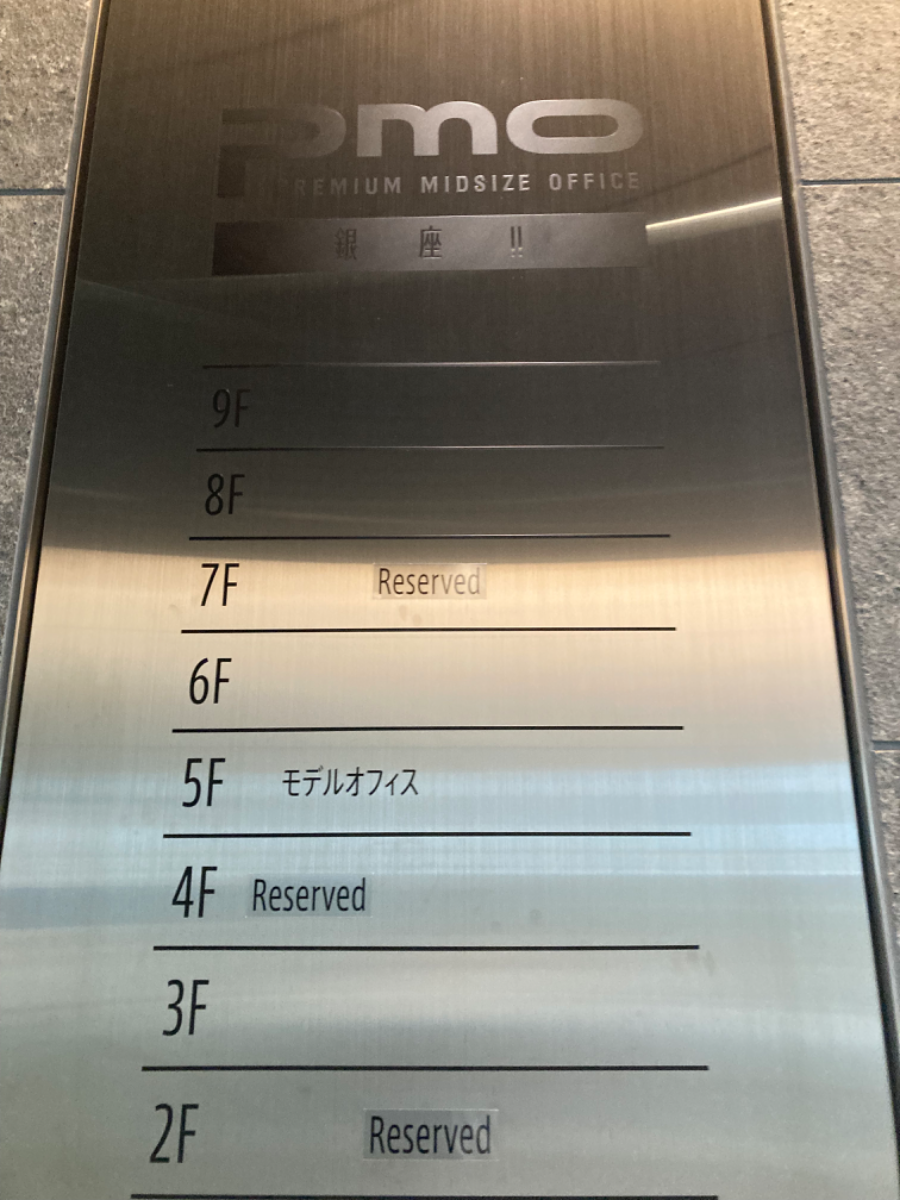 pmo
PREMIUM MIDSIZE OFFICE
銀座 II
9F
8F
7F Reserved
6F
5F モデルオフィス
4F Reserved
3F
2F Reserved